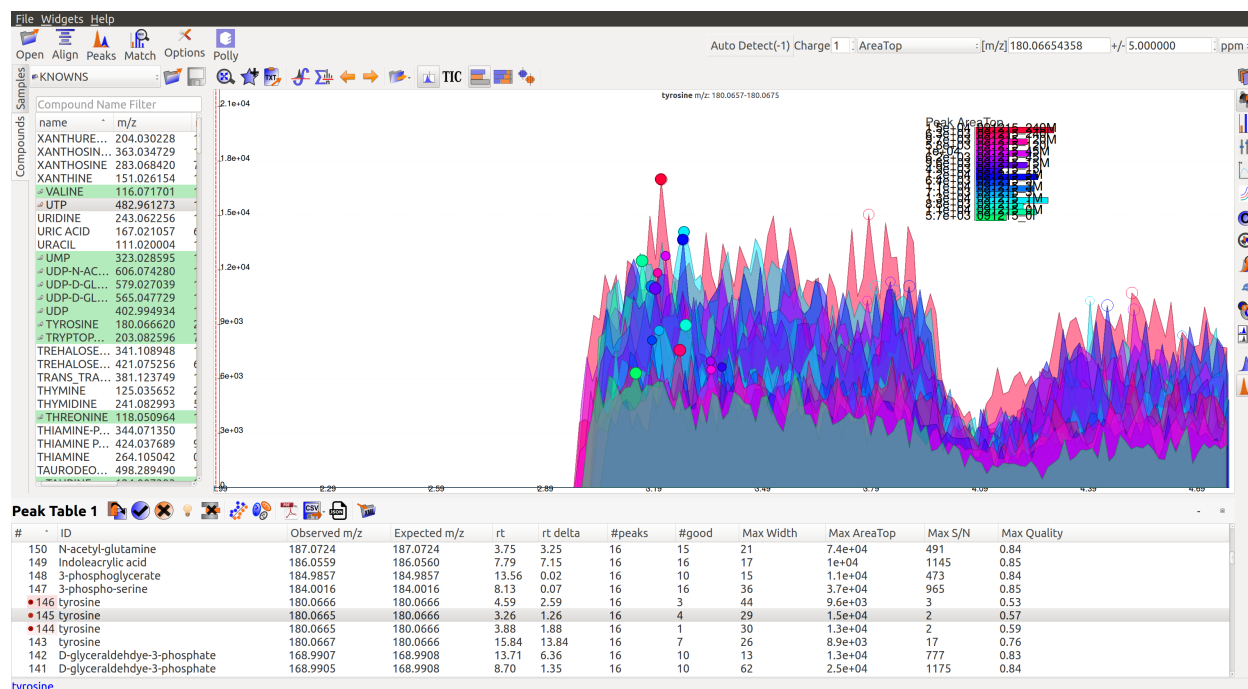 File Widgets Help
Open Align Peaks Match Options Polly
Auto Detect(-1) Charge 1 AreaTop [m/z] 180.06654358 +/- 5.000000 ppm
Samples
Compounds
KNOWNS
TIC
Compound Name Filter
name m/z
XANTHURE... 204.030228
XANTHOSIN... 363.034729
XANTHOSINE 283.068420
XANTHINE 151.026154
VALINE 116.071701
UTP 482.961273
URIDINE 243.062256
URIC ACID 167.021057
URACIL 111.020004
UMP 323.028595
UDP-N-AC... 606.074280
UDP-D-GL... 579.027039
UDP-D-GL... 565.047729
UDP 402.994934
TYROSINE 180.066620
TRYPTOP... 203.082596
TREHALOSE... 341.108948
TREHALOSE... 421.075256
TRANS_TRA... 381.123749
THYMINE 125.035652
THYMIDINE 241.082993
THREONINE 118.050964
THIAMINE-P... 344.071350
THIAMINE P... 424.037689
THIAMINE 264.105042
TAURODEO... 498.289490
tyrosine m/z: 180.0657-180.0675
Peak AreaTop
2.1e+04
1.8e+04
1.5e+04
1.2e+04
9e+03
6e+03
3e+03
1.99 2.29 2.59 2.89 3.19 3.49 3.79 4.09 4.39 4.69
Peak Table 1
# ID Observed m/z Expected m/z rt rt delta #peaks #good Max Width Max AreaTop Max S/N Max Quality
150 N-acetyl-glutamine 187.0724 187.0724 3.75 3.25 16 15 21 7.4e+04 491 0.84
149 Indoleacrylic acid 186.0559 186.0560 7.79 7.15 16 16 17 1e+04 1145 0.85
148 3-phosphoglycerate 184.9857 184.9857 13.56 0.02 16 10 15 1.1e+04 473 0.84
147 3-phospho-serine 184.0016 184.0016 8.13 0.07 16 16 36 3.7e+04 965 0.85
146 tyrosine 180.0666 180.0666 4.59 2.59 16 3 44 9.6e+03 3 0.53
145 tyrosine 180.0665 180.0666 3.26 1.26 16 4 29 1.5e+04 2 0.57
144 tyrosine 180.0665 180.0666 3.88 1.88 16 1 30 1.3e+04 2 0.59
143 tyrosine 180.0667 180.0666 15.84 13.84 16 7 26 8.9e+03 17 0.76
142 D-glyceraldehdye-3-phosphate 168.9907 168.9908 13.71 6.36 16 10 13 1.3e+04 777 0.83
141 D-glyceraldehdye-3-phosphate 168.9905 168.9908 8.70 1.35 16 10 62 2.5e+04 1175 0.84
tyrosine